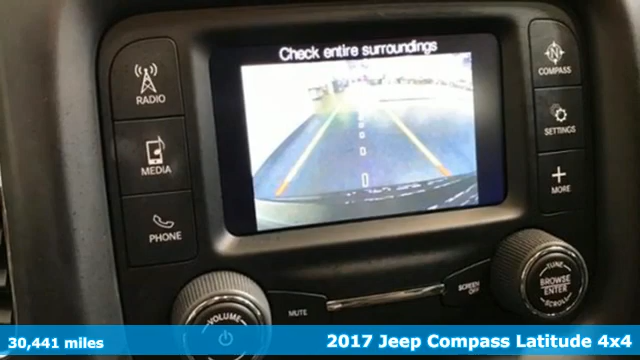 Check entire surroundings
RADIO
MEDIA
PHONE
COMPASS
SETTINGS
MORE
VOLUME
MUTE
SCREEN
OFF
TUNE
BROWSE
ENTER
SCROLL
30,441 miles
2017 Jeep Compass Latitude 4x4